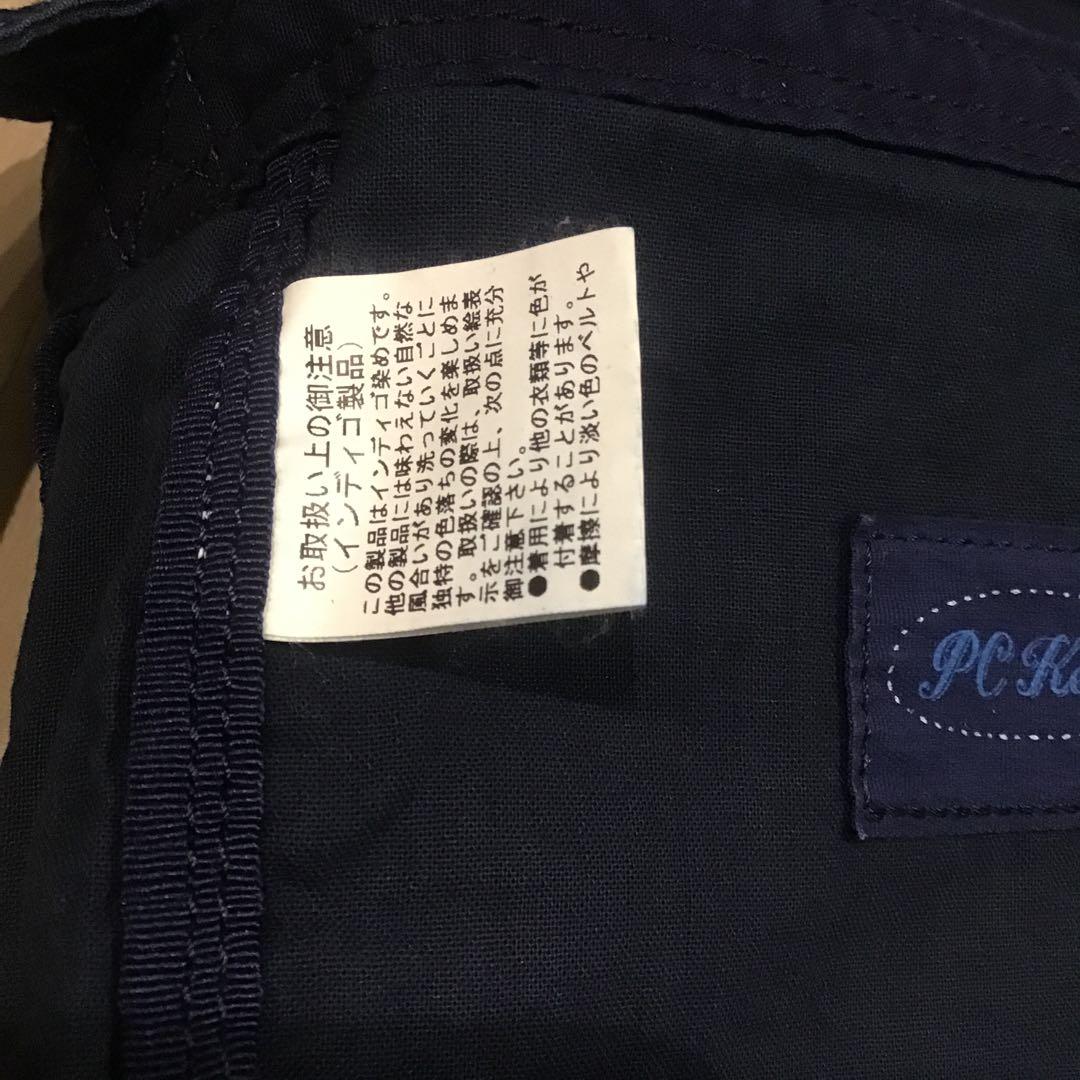 お取扱い上の御注意
(インディゴ製品)
この製品はインディゴ染めです。
他の製品には味わえない自然な
風合いがあり洗っていくごとに
独特の色落ちの変化を楽しめま
す。取扱いの際は、取扱い絵表
示をご確認の上、次の点に充分
御注意下さい。
●着用により他の衣類等に色が
付着することがあります。
●摩擦により淡い色のベルトや
PC